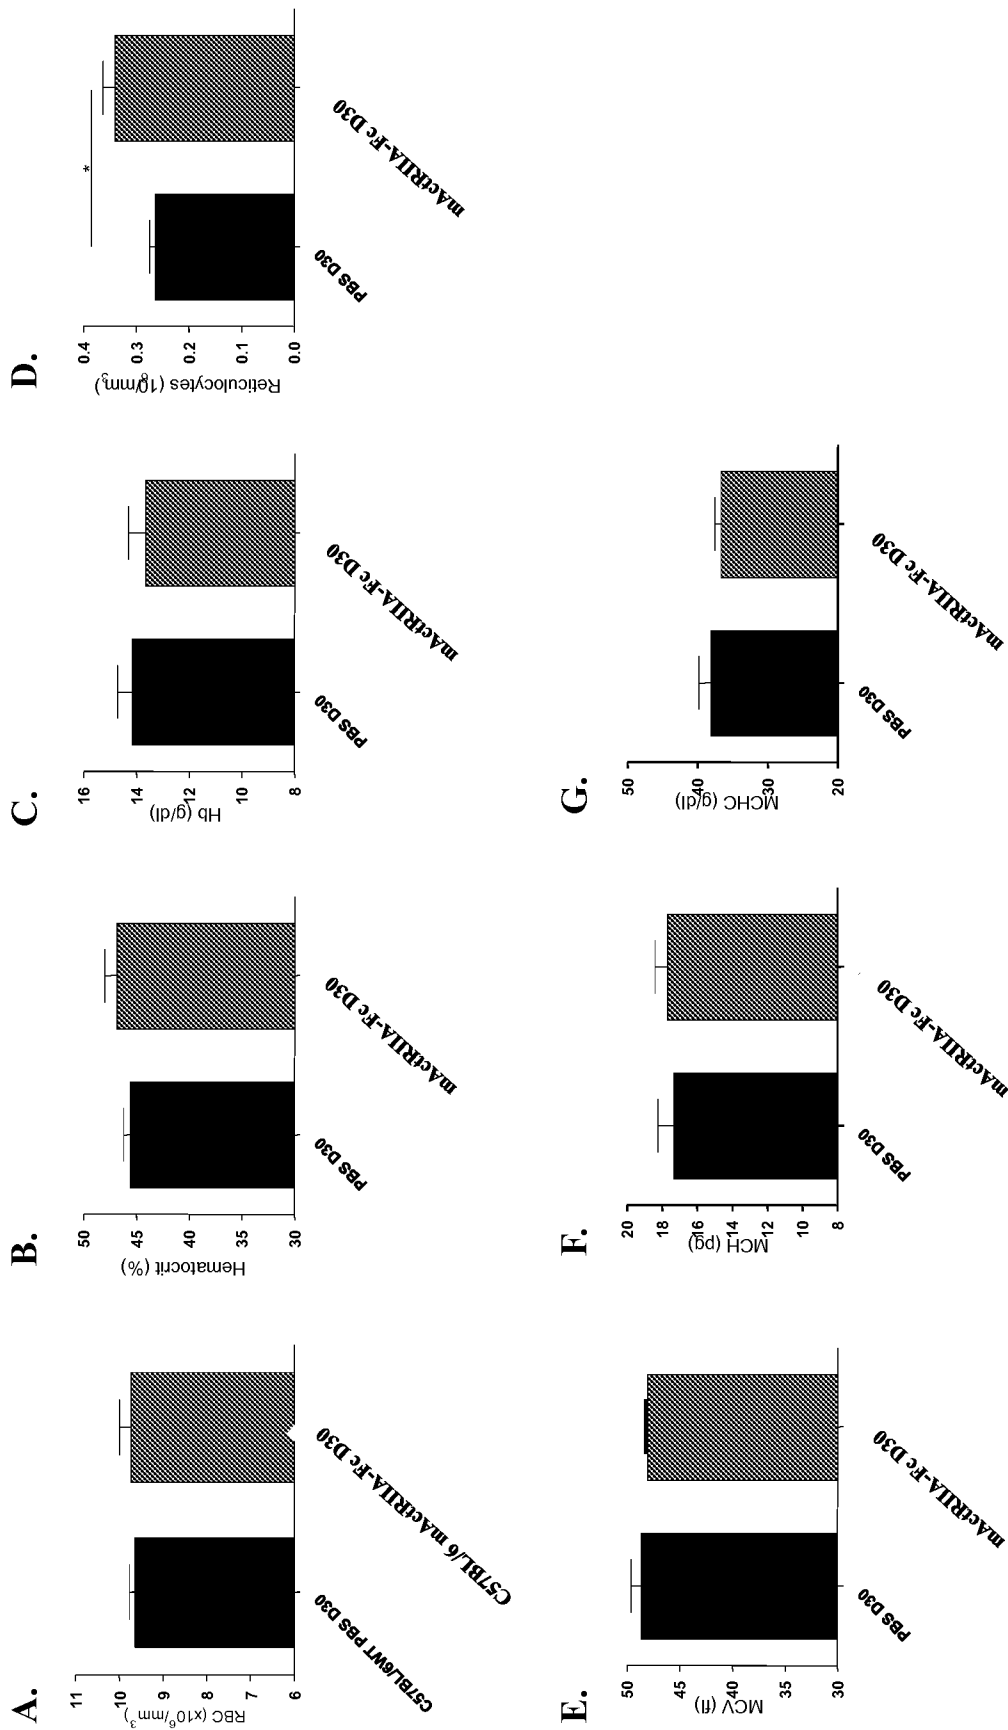 A.
11
10
9
8
7
6
RBC (x10⁶/mm³)
C57BL/6WT PBS D30
C57BL/6 mActRIIA-Fc D30
B.
50
45
40
35
30
Hematocrit (%)
PBS D30
mActRIIA-Fc D30
C.
16
14
12
10
8
Hb (g/dl)
PBS D30
mActRIIA-Fc D30
D.
0.4
0.3
0.2
0.1
0.0
Reticulocytes (10⁶/mm³)
*
PBS D30
mActRIIA-Fc D30
E.
50
45
40
35
30
MCV (fl)
PBS D30
mActRIIA-Fc D30
F.
20
18
16
14
12
10
8
MCH (pg)
PBS D30
mActRIIA-Fc D30
G.
50
40
30
20
MCHC (g/dl)
PBS D30
mActRIIA-Fc D30